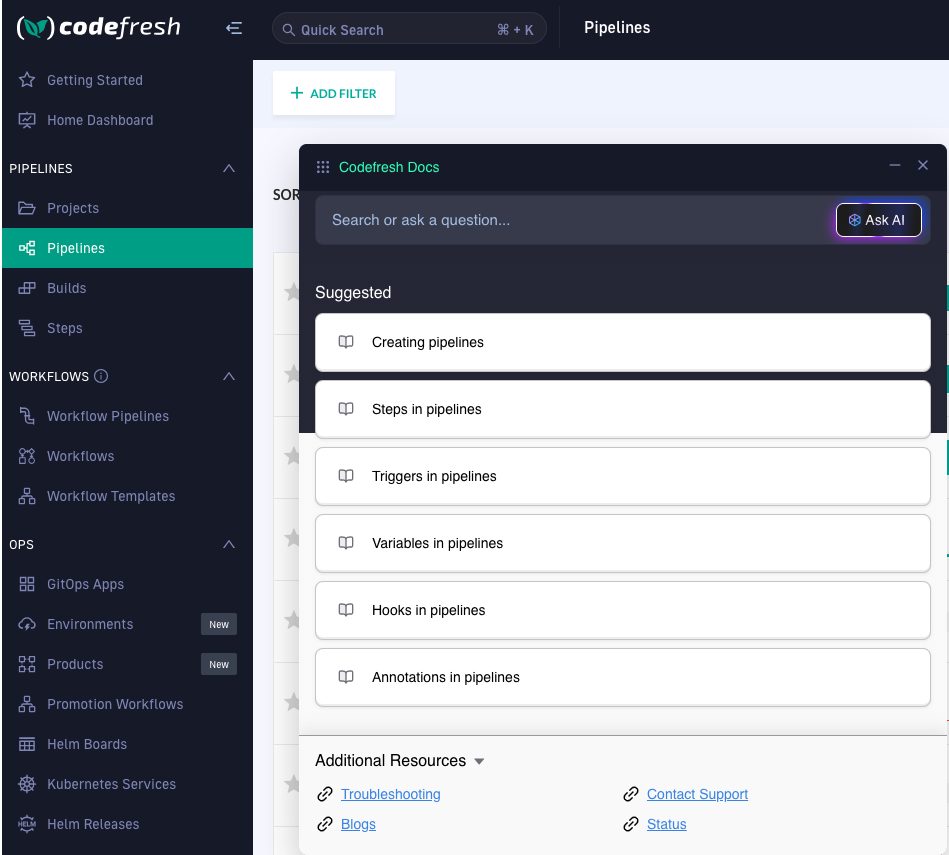 codefresh
Quick Search
⌘ + K
Pipelines
Getting Started
Home Dashboard
PIPELINES
Projects
Pipelines
Builds
Steps
WORKFLOWS
Workflow Pipelines
Workflows
Workflow Templates
OPS
GitOps Apps
Environments New
Products New
Promotion Workflows
Helm Boards
Kubernetes Services
HELM Helm Releases
+ ADD FILTER
SOR
Codefresh Docs
Search or ask a question...
Ask AI
Suggested
Creating pipelines
Steps in pipelines
Triggers in pipelines
Variables in pipelines
Hooks in pipelines
Annotations in pipelines
Additional Resources
Troubleshooting
Contact Support
Blogs
Status